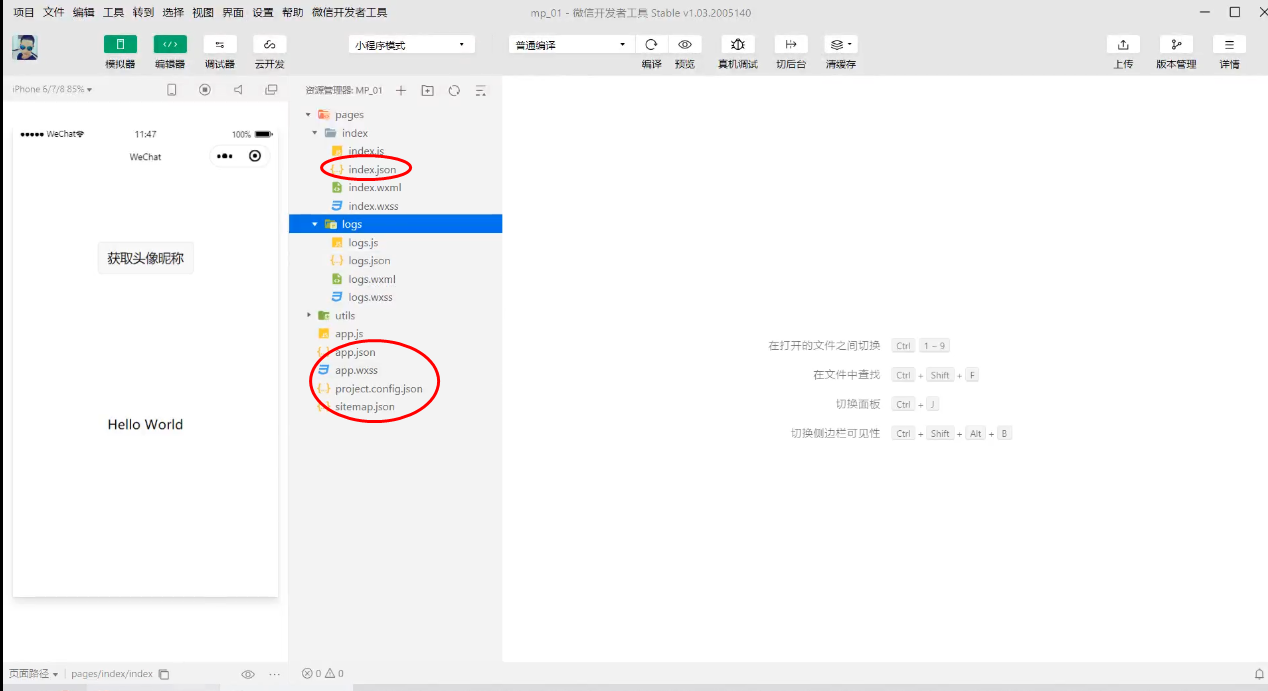 项目 文件 编辑 工具 转到 选择 视图 界面 设置 帮助 微信开发者工具
mp_01 - 微信开发者工具 Stable v1.03.2005140
小程序模式
普通编译
模拟器 编辑器 调试器 云开发
编译 预览 真机调试 切后台 清缓存
上传 版本管理 详情
iPhone 6/7/8 85%
资源管理器: MP_01
WeChat
11:47
100%
WeChat
获取头像昵称
Hello World
pages
index
index.js
index.json
index.wxml
index.wxss
logs
logs.js
logs.json
logs.wxml
logs.wxss
utils
app.js
app.json
app.wxss
project.config.json
sitemap.json
在打开的文件之间切换 Ctrl 1 ~ 9
在文件中查找 Ctrl + Shift + F
切换面板 Ctrl + J
切换侧边栏可见性 Ctrl + Shift + Alt + B
页面路径 pages/index/index
0 0